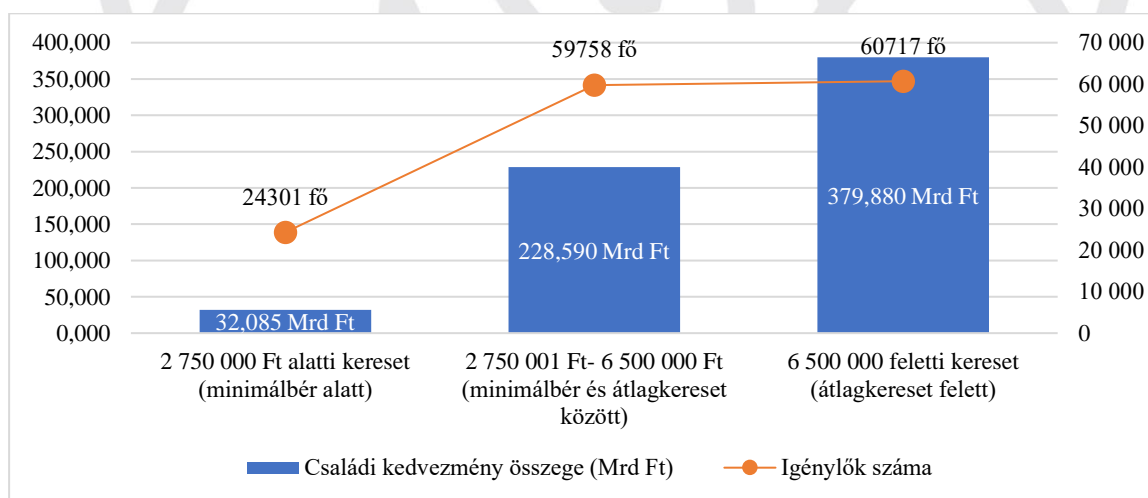 400,000
350,000
300,000
250,000
200,000
150,000
100,000
50,000
0,000
70 000
60 000
50 000
40 000
30 000
20 000
10 000
0
24301 fő
59758 fő
60717 fő
32,085 Mrd Ft
228,590 Mrd Ft
379,880 Mrd Ft
2 750 000 Ft alatti kereset
(minimálbér alatt)
2 750 001 Ft- 6 500 000 Ft
(minimálbér és átlagkereset
között)
6 500 000 feletti kereset
(átlagkereset felett)
Családi kedvezmény összege (Mrd Ft)
Igénylők száma